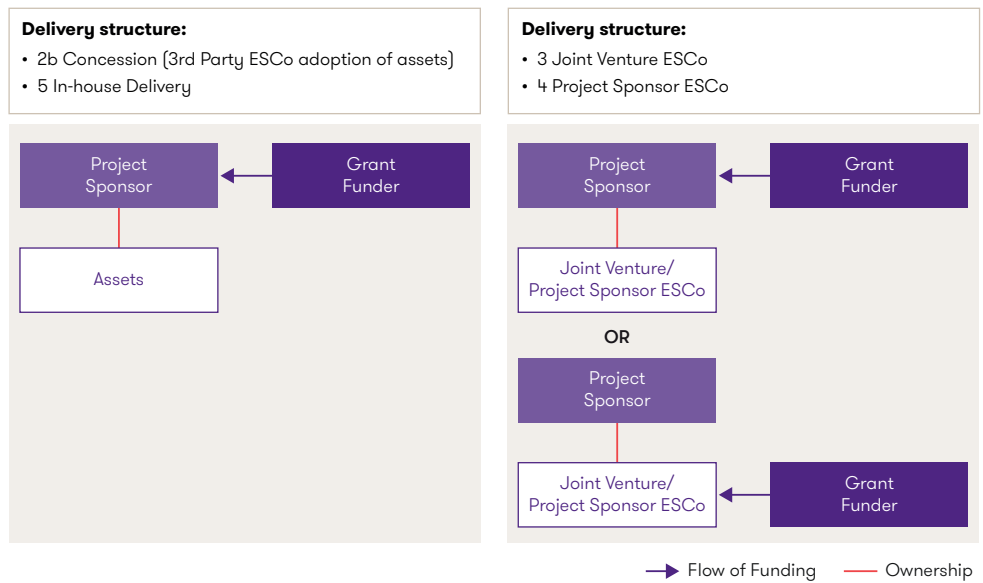 Delivery structure:
• 2b Concession (3rd Party ESCo adoption of assets)
• 5 In-house Delivery
Project
Sponsor
Grant
Funder
Assets
Delivery structure:
• 3 Joint Venture ESCo
• 4 Project Sponsor ESCo
Project
Sponsor
Grant
Funder
Joint Venture/
Project Sponsor ESCo
OR
Project
Sponsor
Joint Venture/
Project Sponsor ESCo
Grant
Funder
Flow of Funding
Ownership